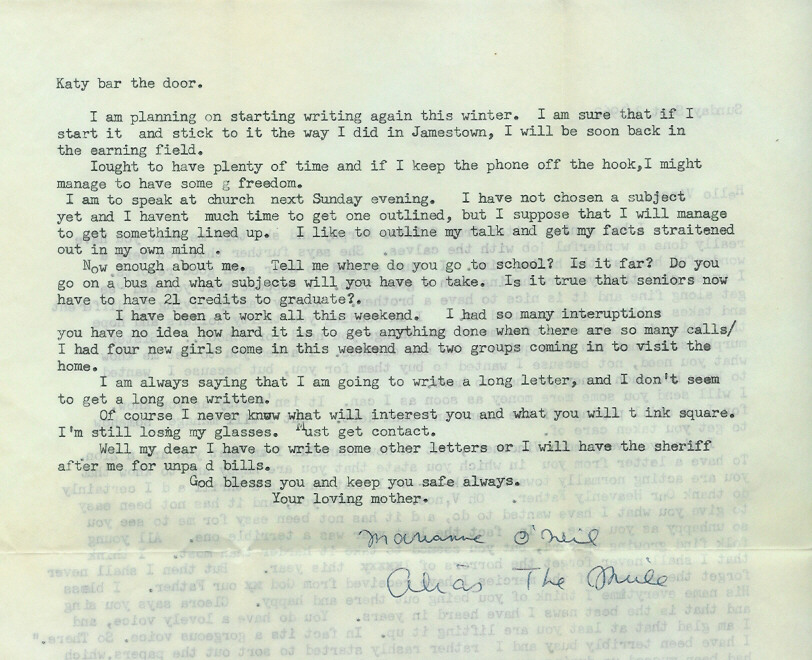 Katy bar the door.
I am planning on starting writing again this winter. I am sure that if I
start it and stick to it the way I did in Jamestown, I will be soon back in
the earning field.
Iought to have plenty of time and if I keep the phone off the hook,I might
manage to have some g freedom.
I am to speak at church next Sunday evening. I have not chosen a subject
yet and I havent much time to get one outlined, but I suppose that I will manage
to get something lined up. I like to outline my talk and get my facts straitened
out in my own mind .
Now enough about me. Tell me where do you go to school? Is it far? Do you
go on a bus and what subjects will you have to take. Is it true that seniors now
have to have 21 credits to graduate?.
I have been at work all this weekend. I had so many interuptions
you have no idea how hard it is to get anything done when there are so many calls/
I had four new girls come in this weekend and two groups coming in to visit the
home.
I am always saying that I am going to write a long letter, and I don't seem
to get a long one written.
Of course I never know what will interest you and what you will t ink square.
I'm still losng my glasses. Must get contact.
Well my dear I have to write some other letters or I will have the sheriff
after me for unpa d bills.
God blesss you and keep you safe always.
Your loving mother.
Marianne O'Neil
Alias The Mule